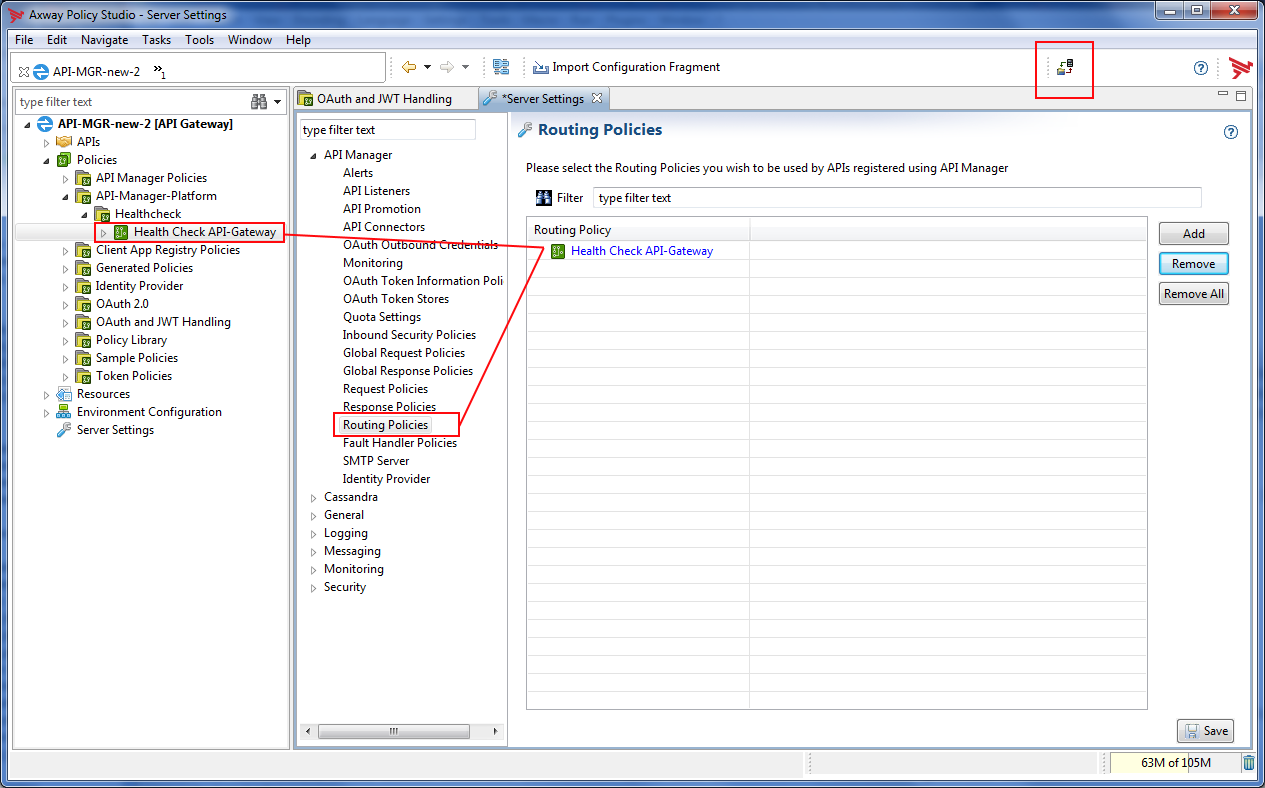 Axway Policy Studio - Server Settings
File Edit Navigate Tasks Tools Window Help
API-MGR-new-2 »1
Import Configuration Fragment
type filter text
API-MGR-new-2 [API Gateway]
APIs
Policies
API Manager Policies
API-Manager-Platform
Healthcheck
Health Check API-Gateway
Client App Registry Policies
Generated Policies
Identity Provider
OAuth 2.0
OAuth and JWT Handling
Policy Library
Sample Policies
Token Policies
Resources
Environment Configuration
Server Settings
OAuth and JWT Handling
*Server Settings
type filter text
API Manager
Alerts
API Listeners
API Promotion
API Connectors
OAuth Outbound Credentials
Monitoring
OAuth Token Information Poli
OAuth Token Stores
Quota Settings
Inbound Security Policies
Global Request Policies
Global Response Policies
Request Policies
Response Policies
Routing Policies
Fault Handler Policies
SMTP Server
Identity Provider
Cassandra
General
Logging
Messaging
Monitoring
Security
Routing Policies
Please select the Routing Policies you wish to be used by APIs registered using API Manager
Filter type filter text
Routing Policy
Health Check API-Gateway
Add
Remove
Remove All
Save
63M of 105M